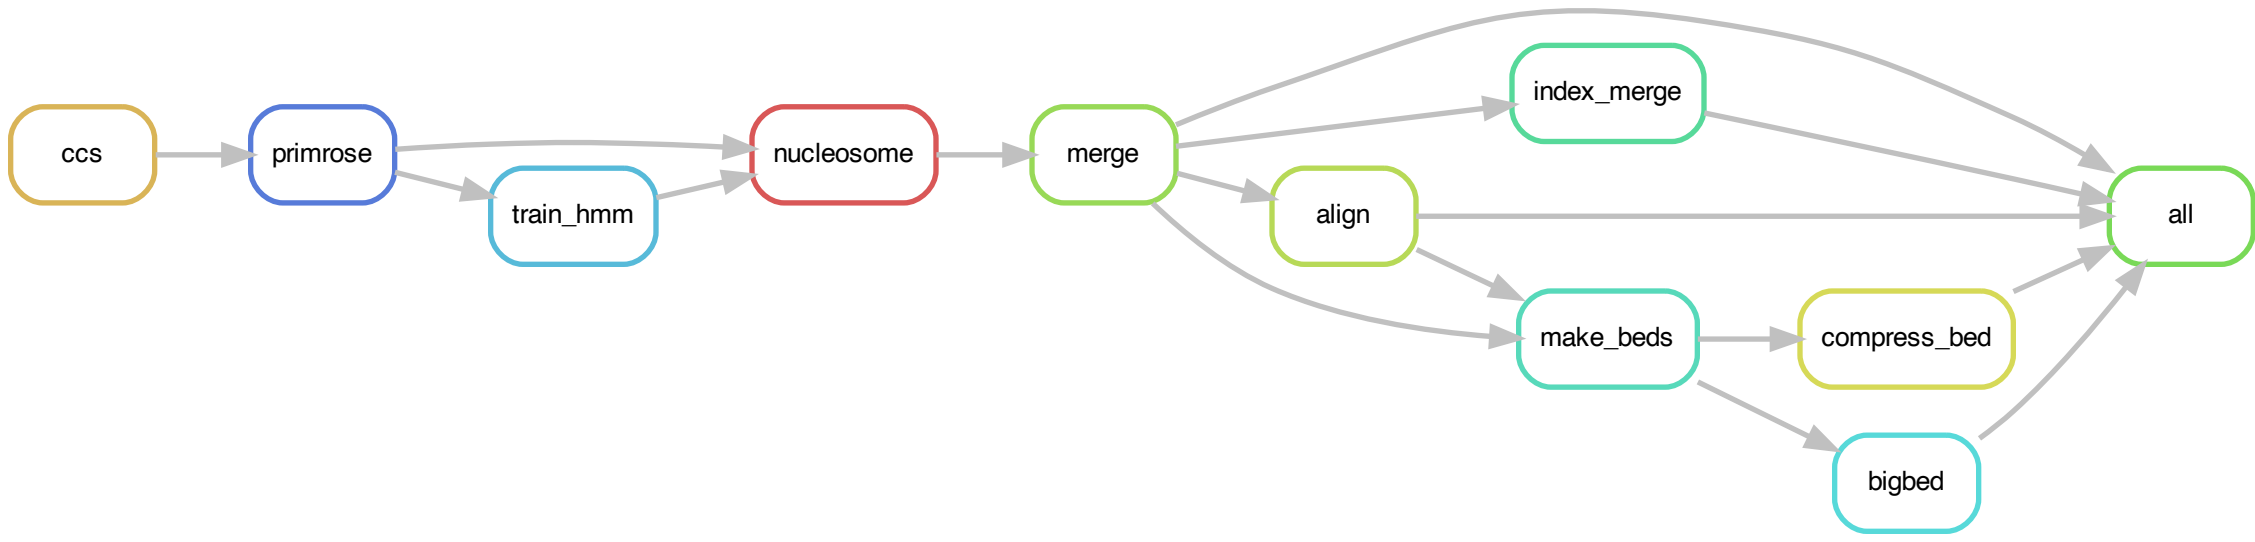 ccs
primrose
train_hmm
nucleosome
merge
index_merge
align
make_beds
compress_bed
bigbed
all